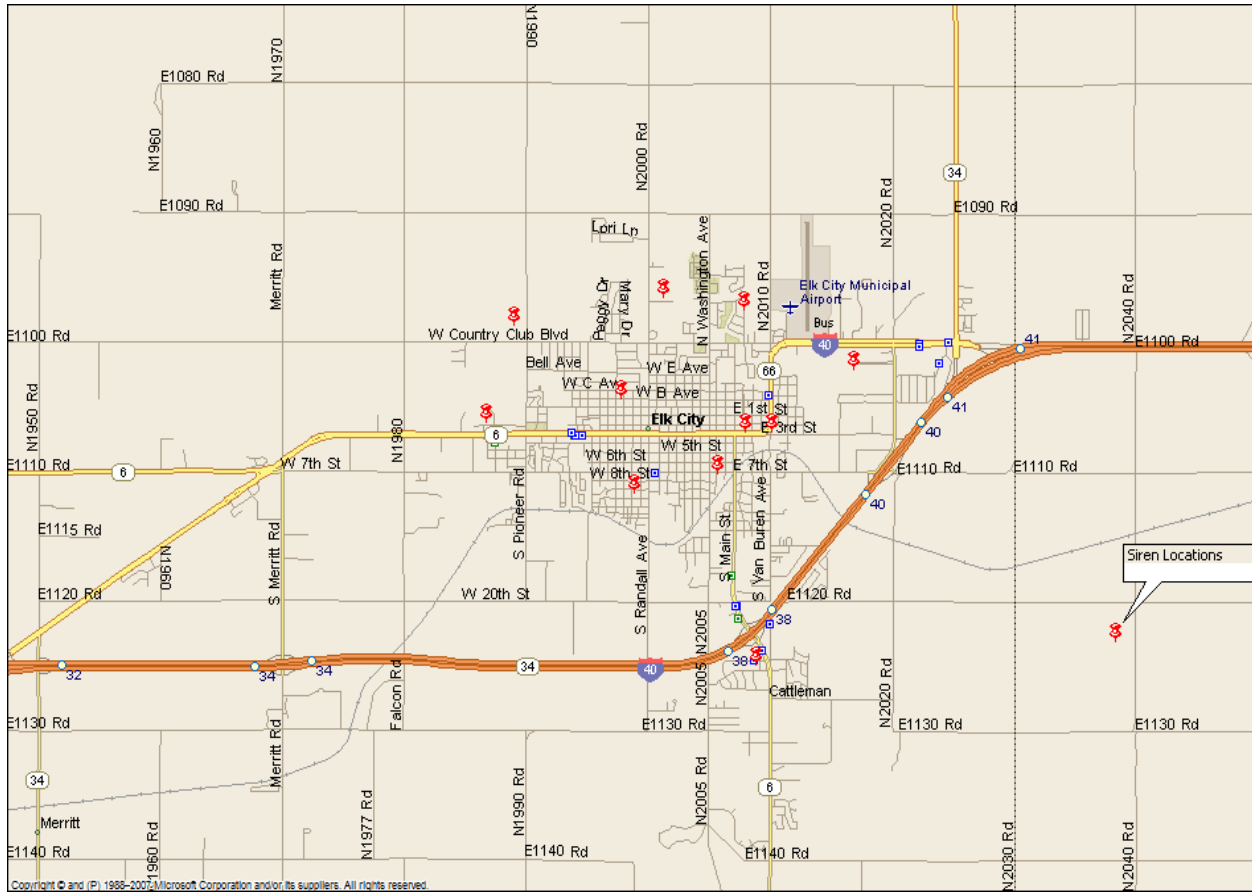 N1970
N1990
E1080 Rd
N1960
N2000 Rd
34
N2020 Rd
E1090 Rd
E1090 Rd
Lori Ln
Merritt Rd
Peggy Cir
Mary Dr
N Washington Ave
N2010 Rd
Elk City Municipal
Airport
Bus
40
N2040 Rd
E1100 Rd
W Country Club Blvd
41
E1100 Rd
Bell Ave
W E Ave
66
W C Ave
W B Ave
41
N1950 Rd
N1980
6
Elk City
E 1st St
E 3rd St
40
W 5th St
W 6th St
E1110 Rd
6
W 7th St
W 8th St
E 7th St
E1110 Rd
E1110 Rd
40
E1115 Rd
N1960
S Merritt Rd
S Pioneer Rd
S Randall Ave
S Main St
S Van Buren Ave
Siren Locations
E1120 Rd
W 20th St
E1120 Rd
38
N2005
38
32
34
34
34
40
N2005
Cattleman
Falcon Rd
N2020 Rd
E1130 Rd
E1130 Rd
E1130 Rd
E1130 Rd
Merritt Rd
34
6
N2005 Rd
Merritt
N1960 Rd
N1977 Rd
N1990 Rd
N2030 Rd
N2040 Rd
E1140 Rd
E1140 Rd
E1140 Rd
Copyright © and (P) 1988–2007 Microsoft Corporation and/or its suppliers. All rights reserved.